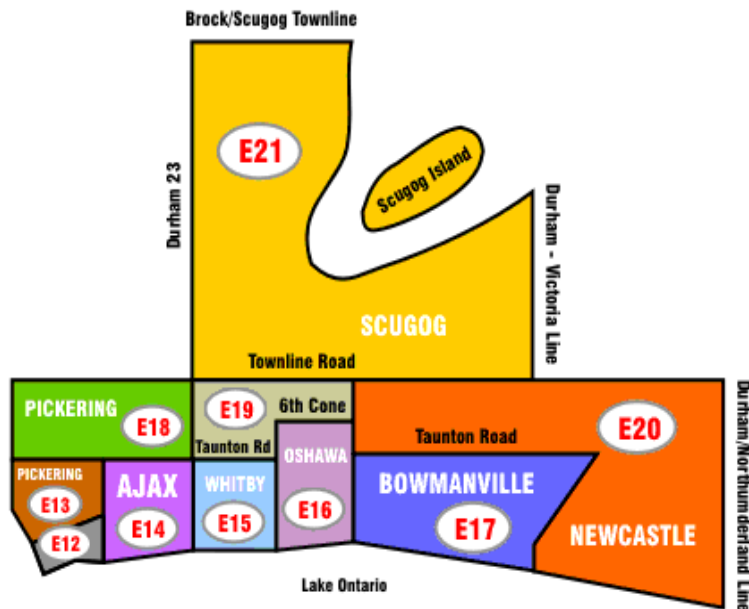 Brock/Scugog Townline
E21
Durham 23
Scugog Island
Durham - Victoria Line
SCUGOG
Townline Road
PICKERING
E18
E19
6th Conc
Taunton Rd
Taunton Road
E20
PICKERING
E13
E12
AJAX
E14
WHITBY
E15
OSHAWA
E16
BOWMANVILLE
E17
NEWCASTLE
Durham/Northumderland Line
Lake Ontario